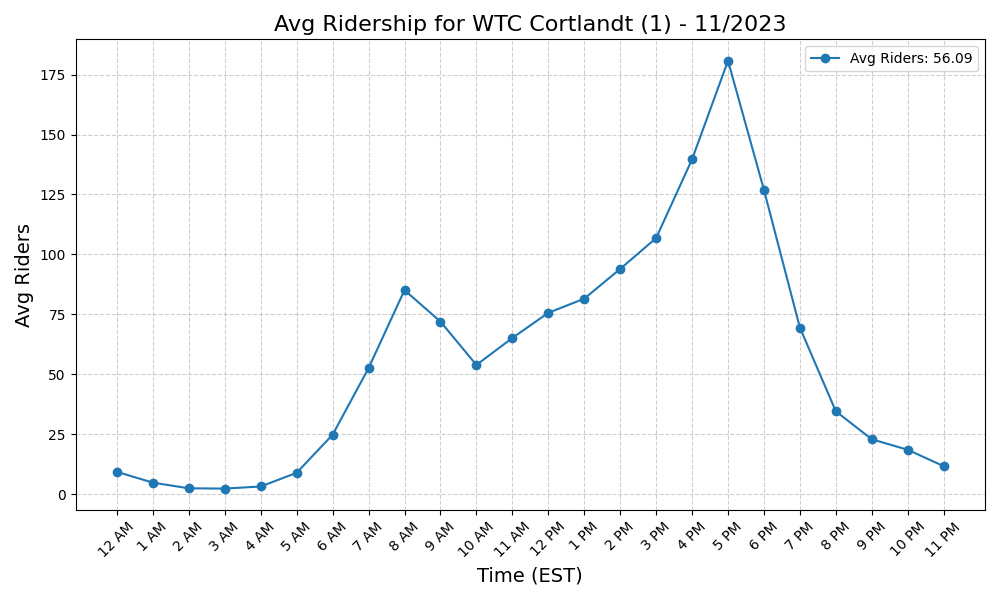 Avg Ridership for WTC Cortlandt (1) - 11/2023
Avg Riders: 56.09
Avg Riders
175
150
125
100
75
50
25
0
12 AM
1 AM
2 AM
3 AM
4 AM
5 AM
6 AM
7 AM
8 AM
9 AM
10 AM
11 AM
12 PM
1 PM
2 PM
3 PM
4 PM
5 PM
6 PM
7 PM
8 PM
9 PM
10 PM
11 PM
Time (EST)